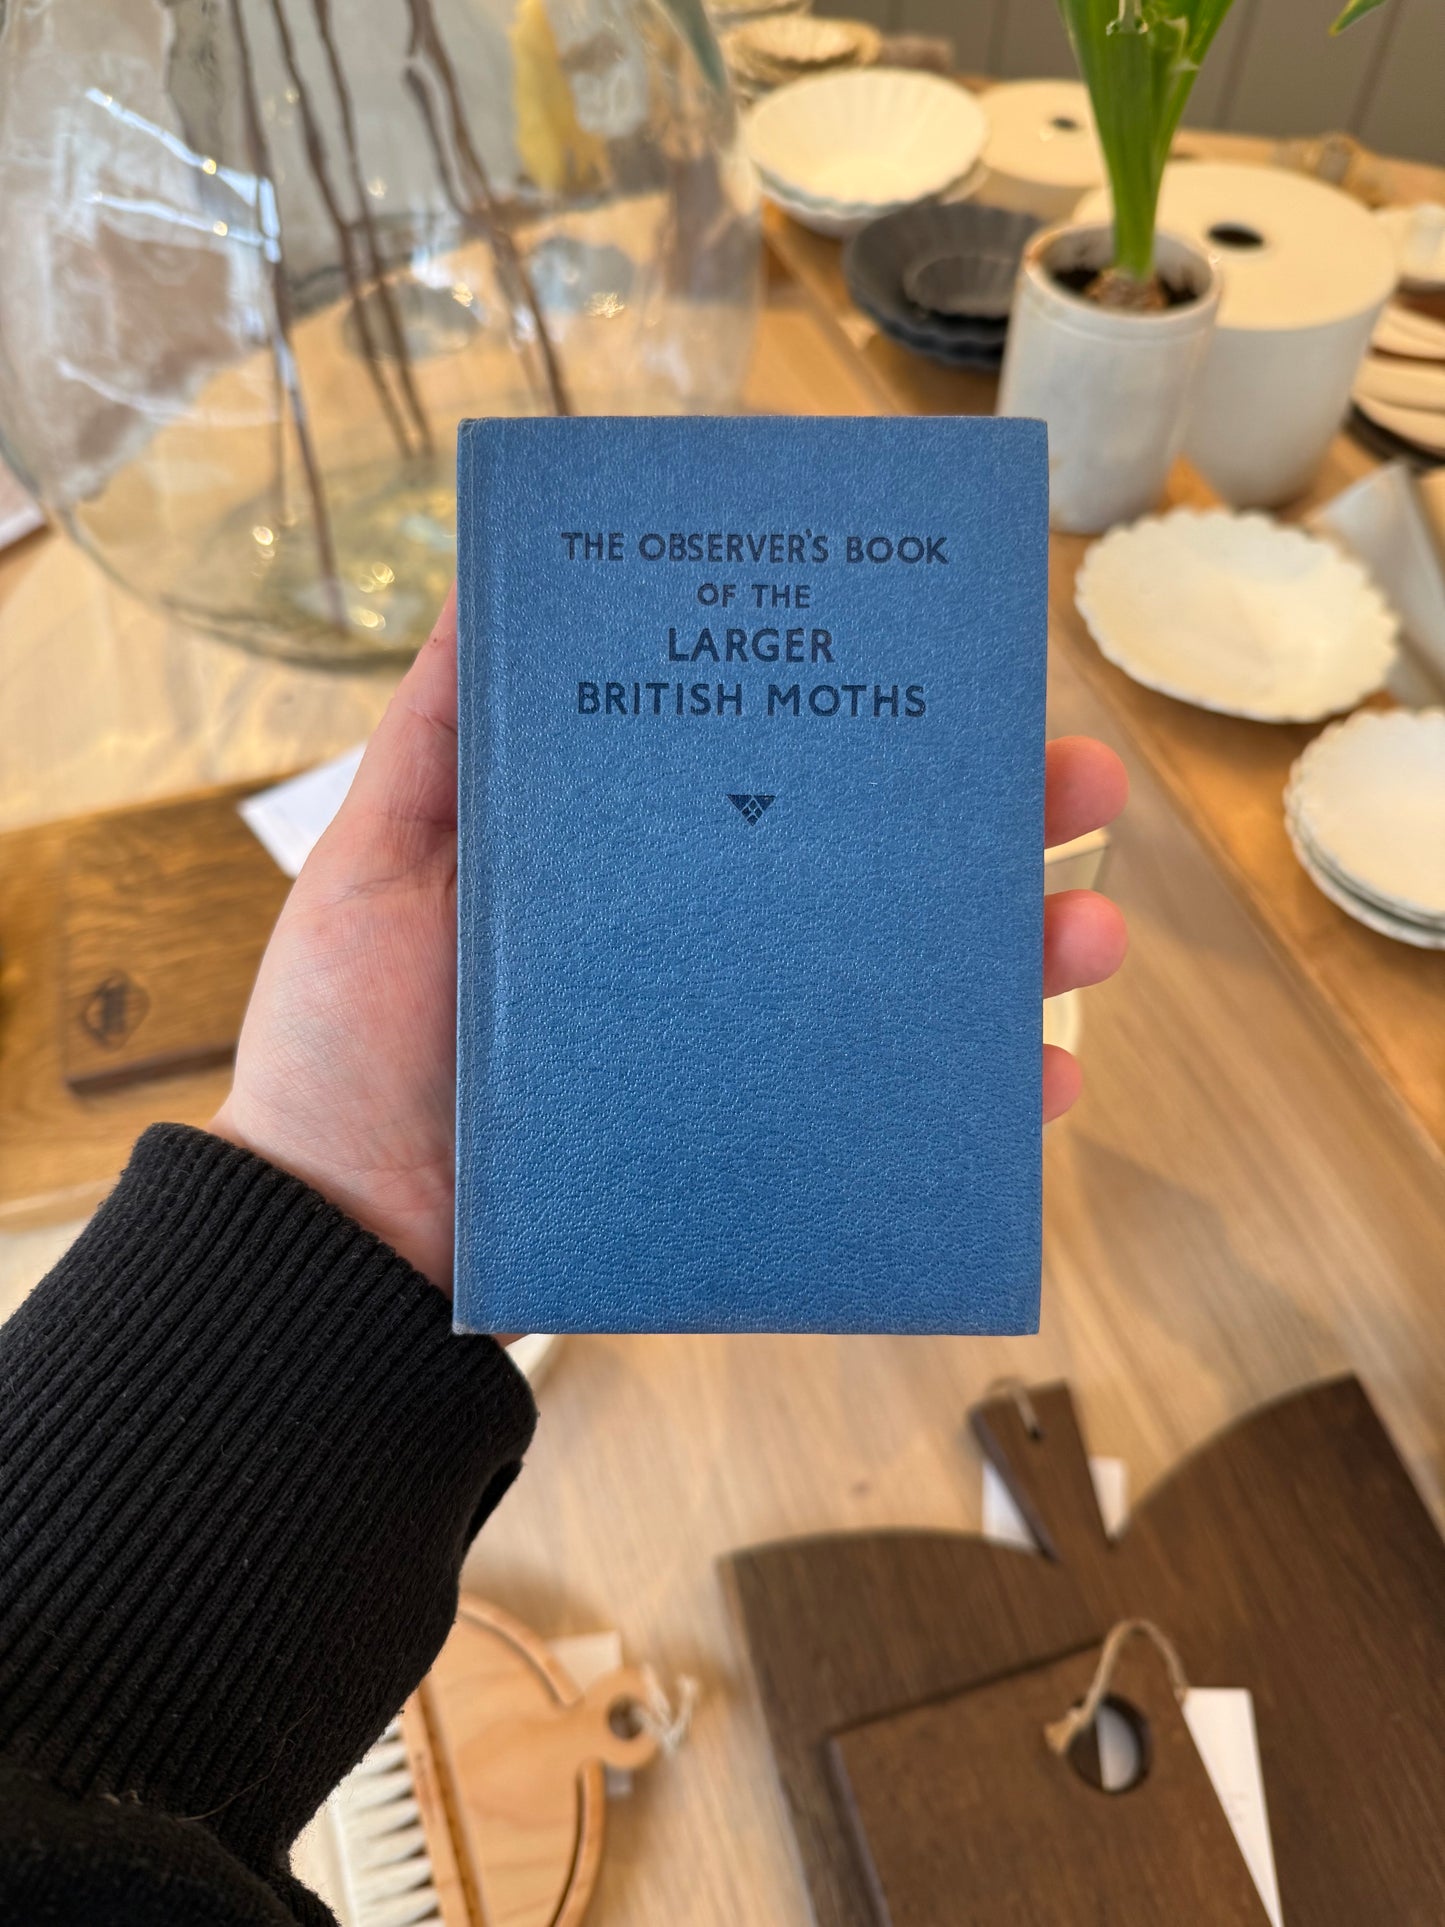 THE OBSERVER'S BOOK
OF THE
LARGER
BRITISH MOTHS